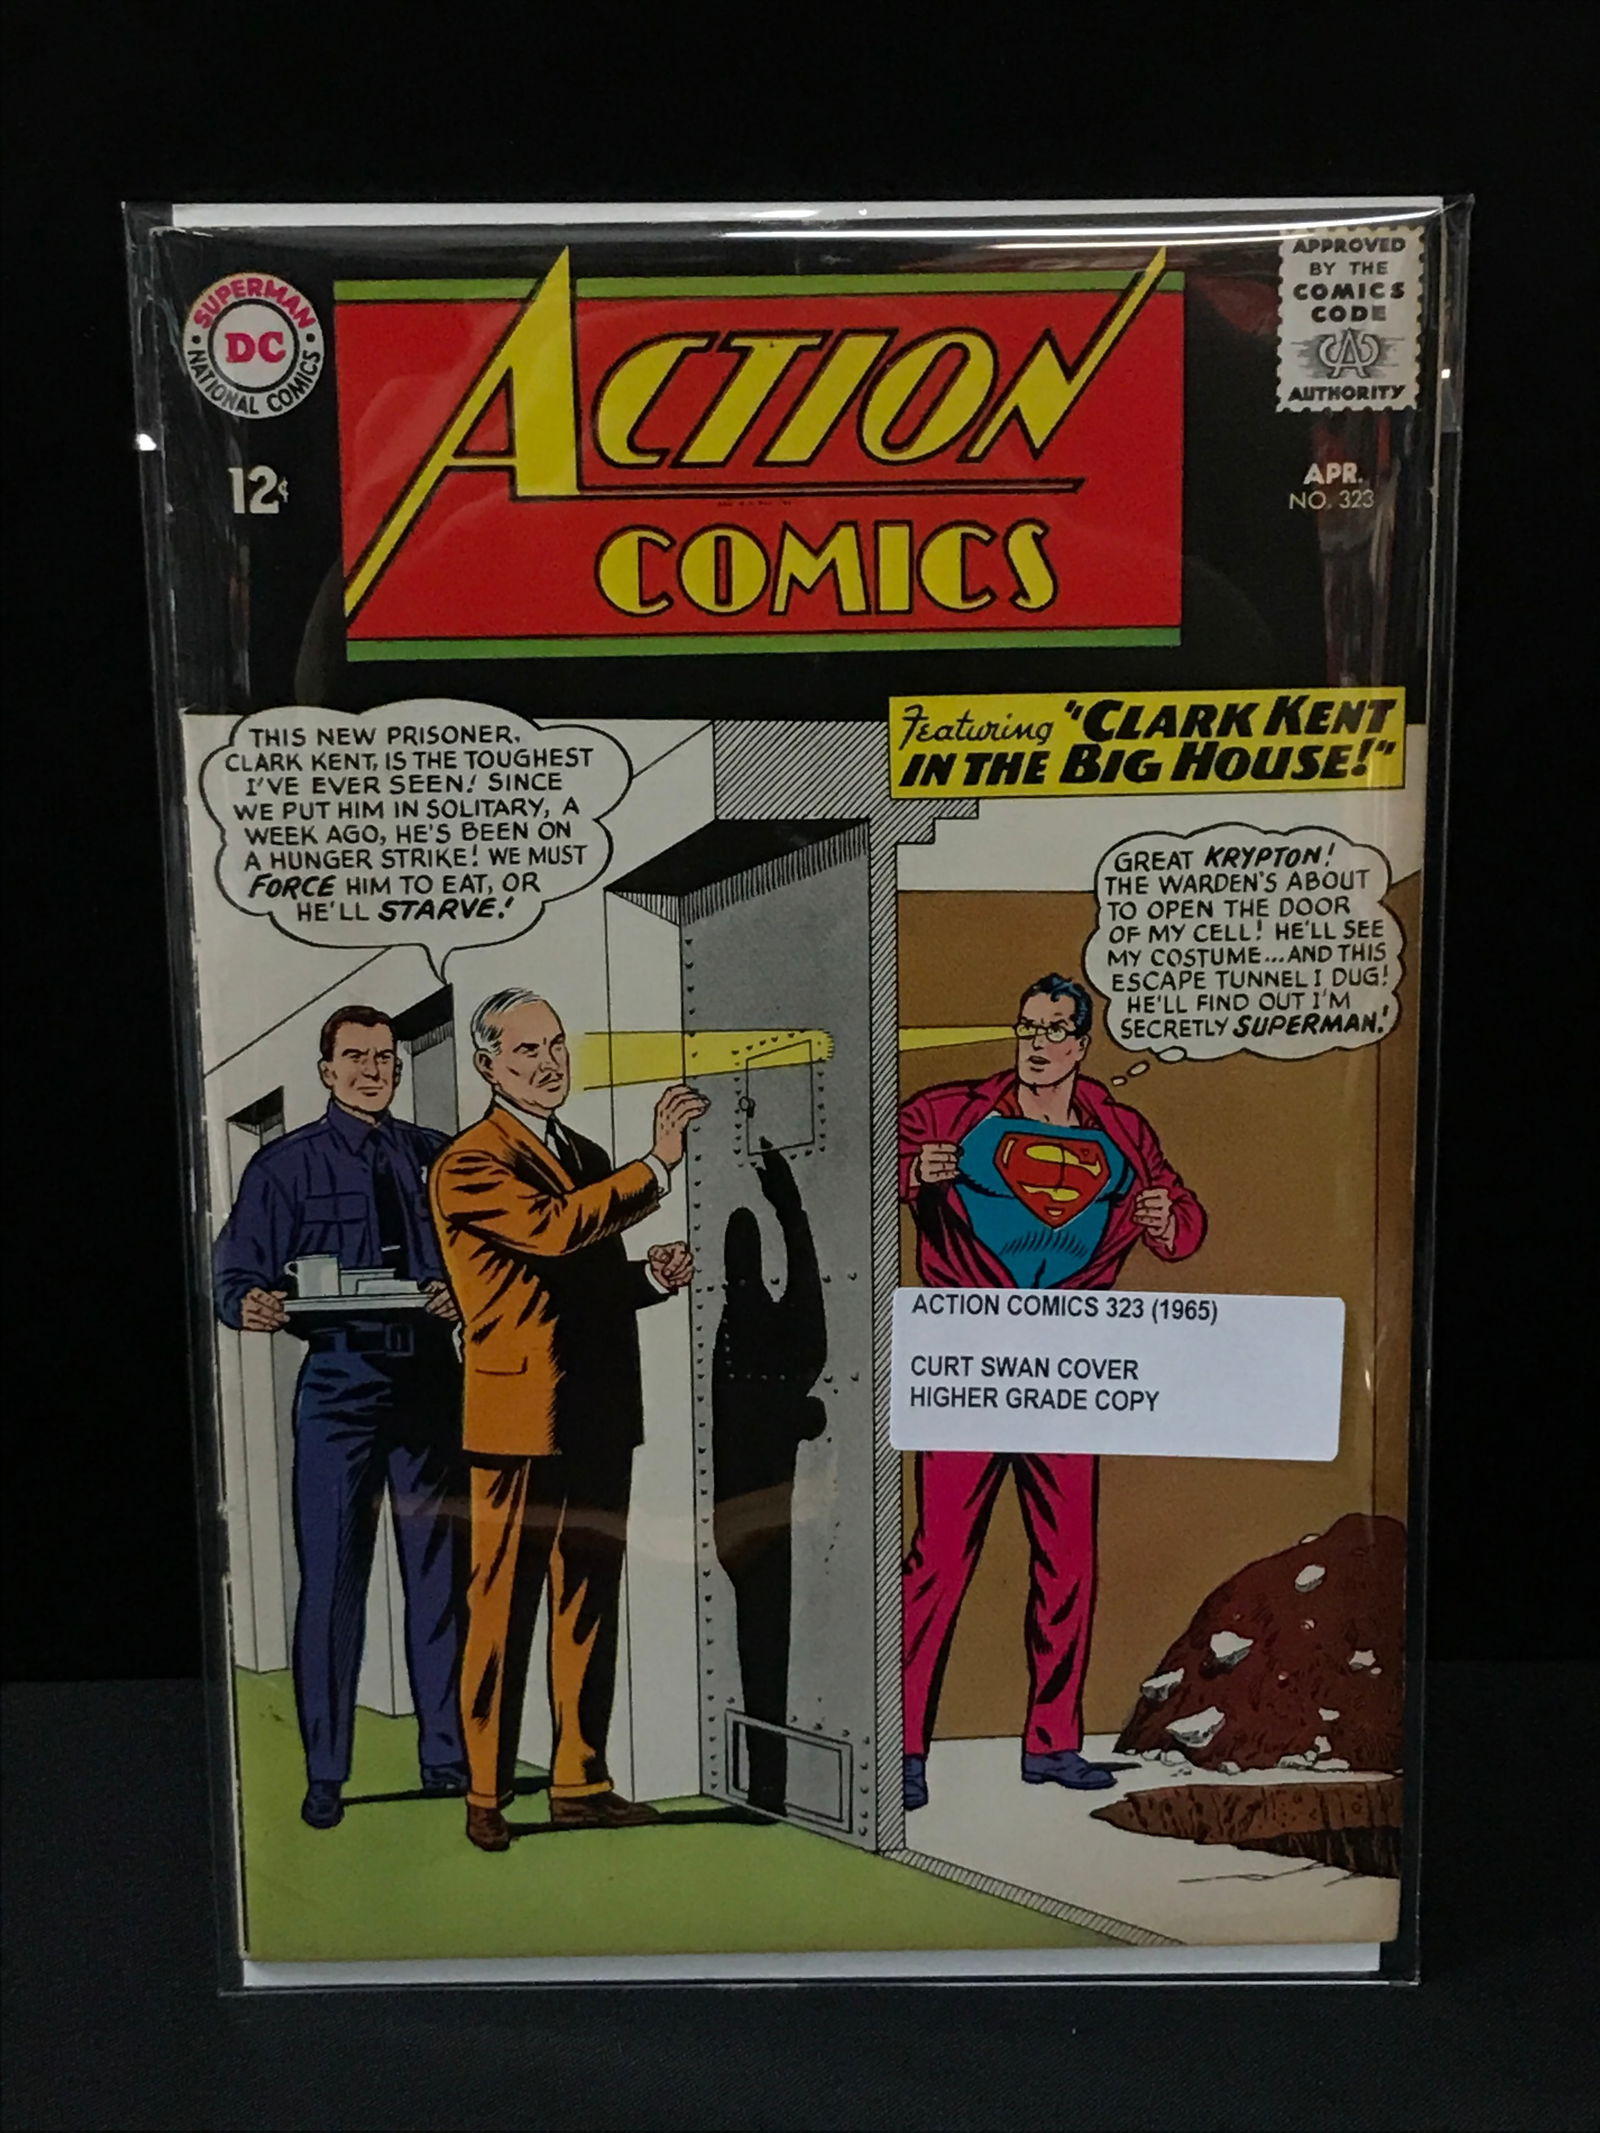 SUPERMAN
DC
NATIONAL COMICS
12¢
ACTION
COMICS
APPROVED
BY THE
COMICS
CODE
CA
AUTHORITY
APR.
NO. 323
Featuring "CLARK KENT
IN THE BIG HOUSE!"
THIS NEW PRISONER,
CLARK KENT, IS THE TOUGHEST
I'VE EVER SEEN! SINCE
WE PUT HIM IN SOLITARY, A
WEEK AGO, HE'S BEEN ON
A HUNGER STRIKE! WE MUST
FORCE HIM TO EAT, OR
HE'LL STARVE!
GREAT KRYPTON!
THE WARDEN'S ABOUT
TO OPEN THE DOOR
OF MY CELL! HE'LL SEE
MY COSTUME...AND THIS
ESCAPE TUNNEL I DUG!
HE'LL FIND OUT I'M
SECRETLY SUPERMAN!
S
ACTION COMICS 323 (1965)
CURT SWAN COVER
HIGHER GRADE COPY